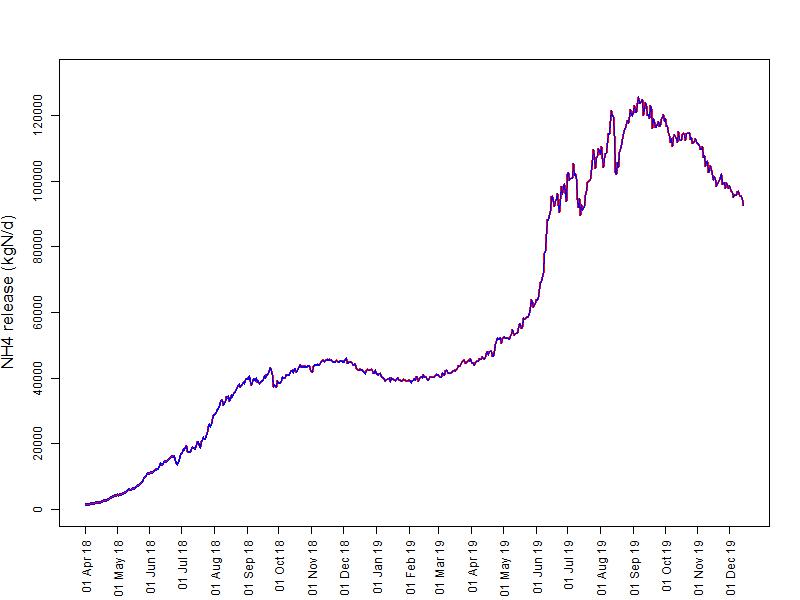 NH4 release (kgN/d)
120000
100000
80000
60000
40000
20000
0
01 Apr 18
01 May 18
01 Jun 18
01 Jul 18
01 Aug 18
01 Sep 18
01 Oct 18
01 Nov 18
01 Dec 18
01 Jan 19
01 Feb 19
01 Mar 19
01 Apr 19
01 May 19
01 Jun 19
01 Jul 19
01 Aug 19
01 Sep 19
01 Oct 19
01 Nov 19
01 Dec 19